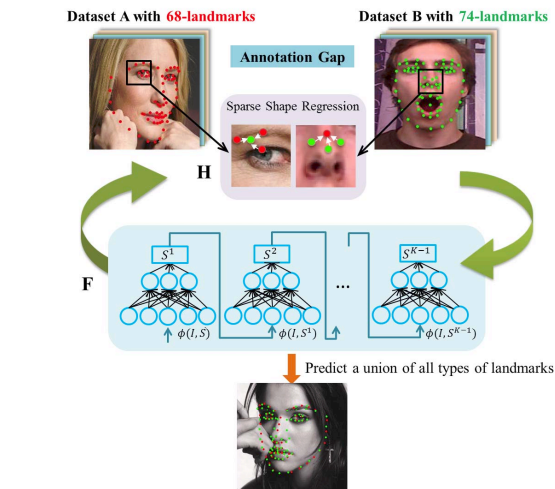 Dataset A with 68-landmarks
Dataset B with 74-landmarks
Annotation Gap
Sparse Shape Regression
H
F
S¹
S²
S^{K−1}
...
ϕ(I, S̄)
ϕ(I, S¹)
ϕ(I, S^{K−1})
Predict a union of all types of landmarks